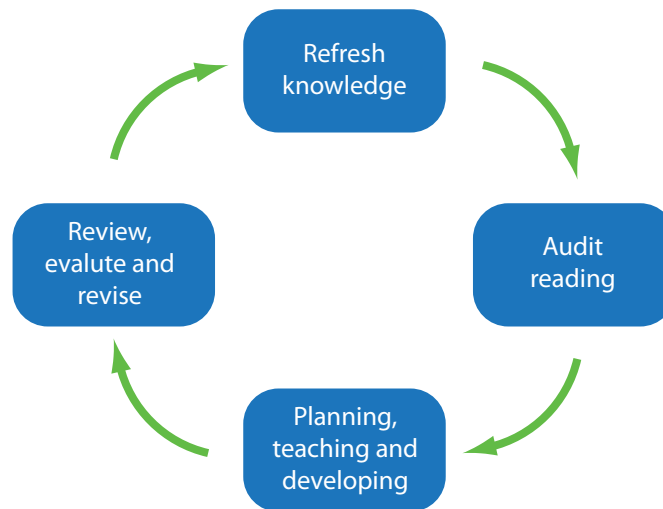 Refresh
knowledge
Audit
reading
Planning,
teaching and
developing
Review,
evalute and
revise